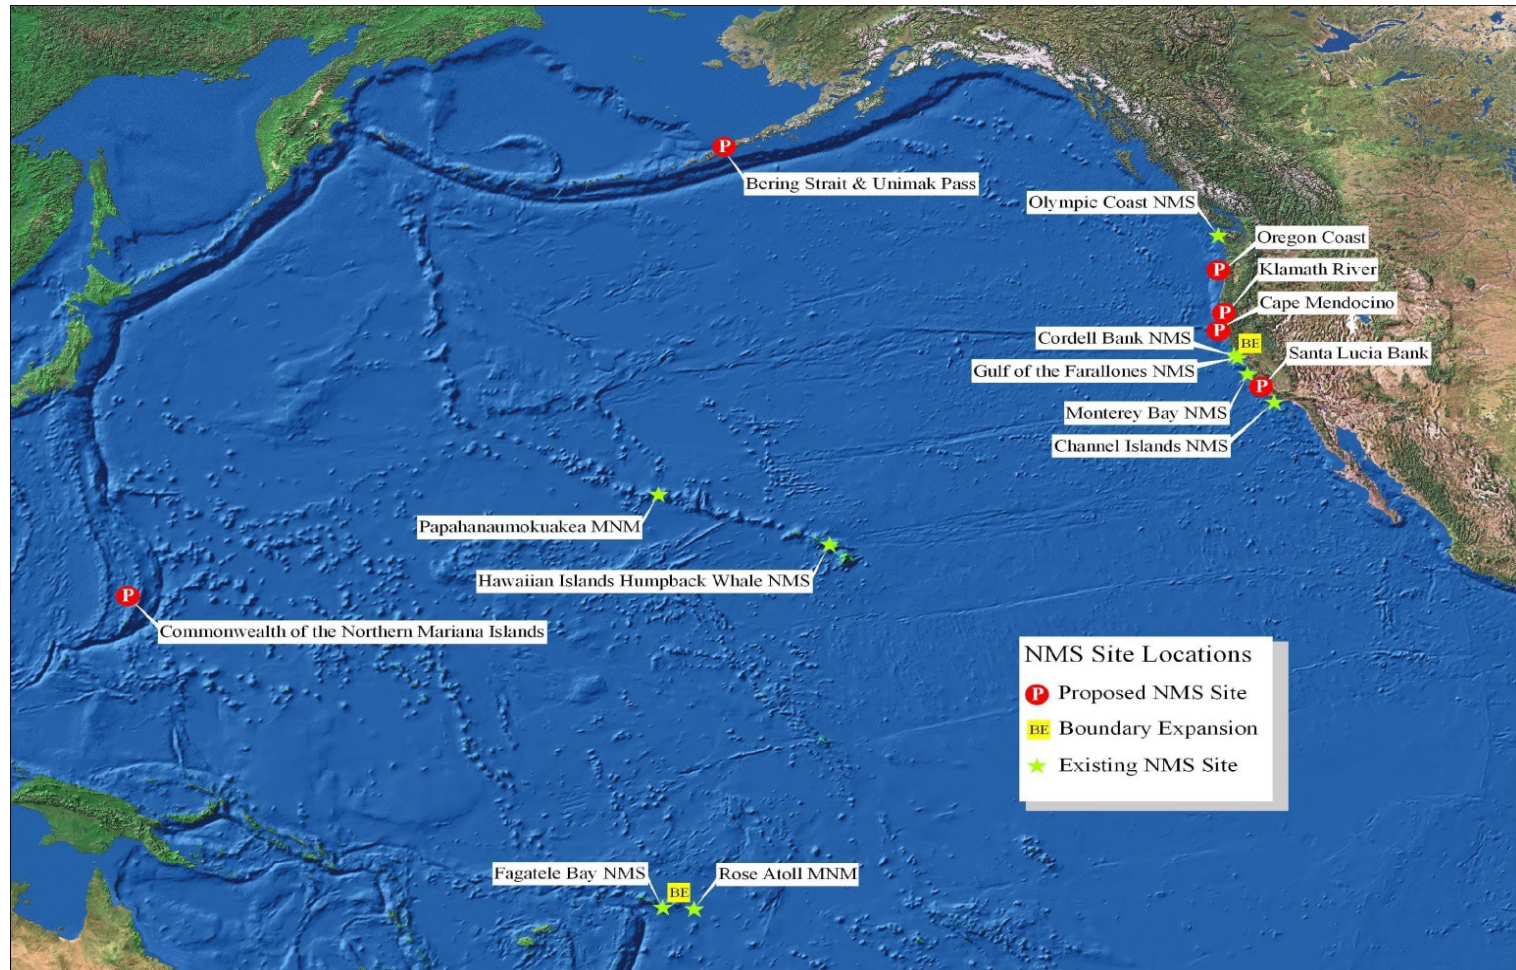 P
Bering Strait & Unimak Pass
Olympic Coast NMS
Oregon Coast
P
Klamath River
P
Cape Mendocino
P
Cordell Bank NMS
BE
Santa Lucia Bank
Gulf of the Farallones NMS
P
Monterey Bay NMS
Channel Islands NMS
Papahanaumokuakea MNM
Hawaiian Islands Humpback Whale NMS
P
Commonwealth of the Northern Mariana Islands
NMS Site Locations
P Proposed NMS Site
BE Boundary Expansion
Existing NMS Site
Fagatele Bay NMS
BE
Rose Atoll MNM